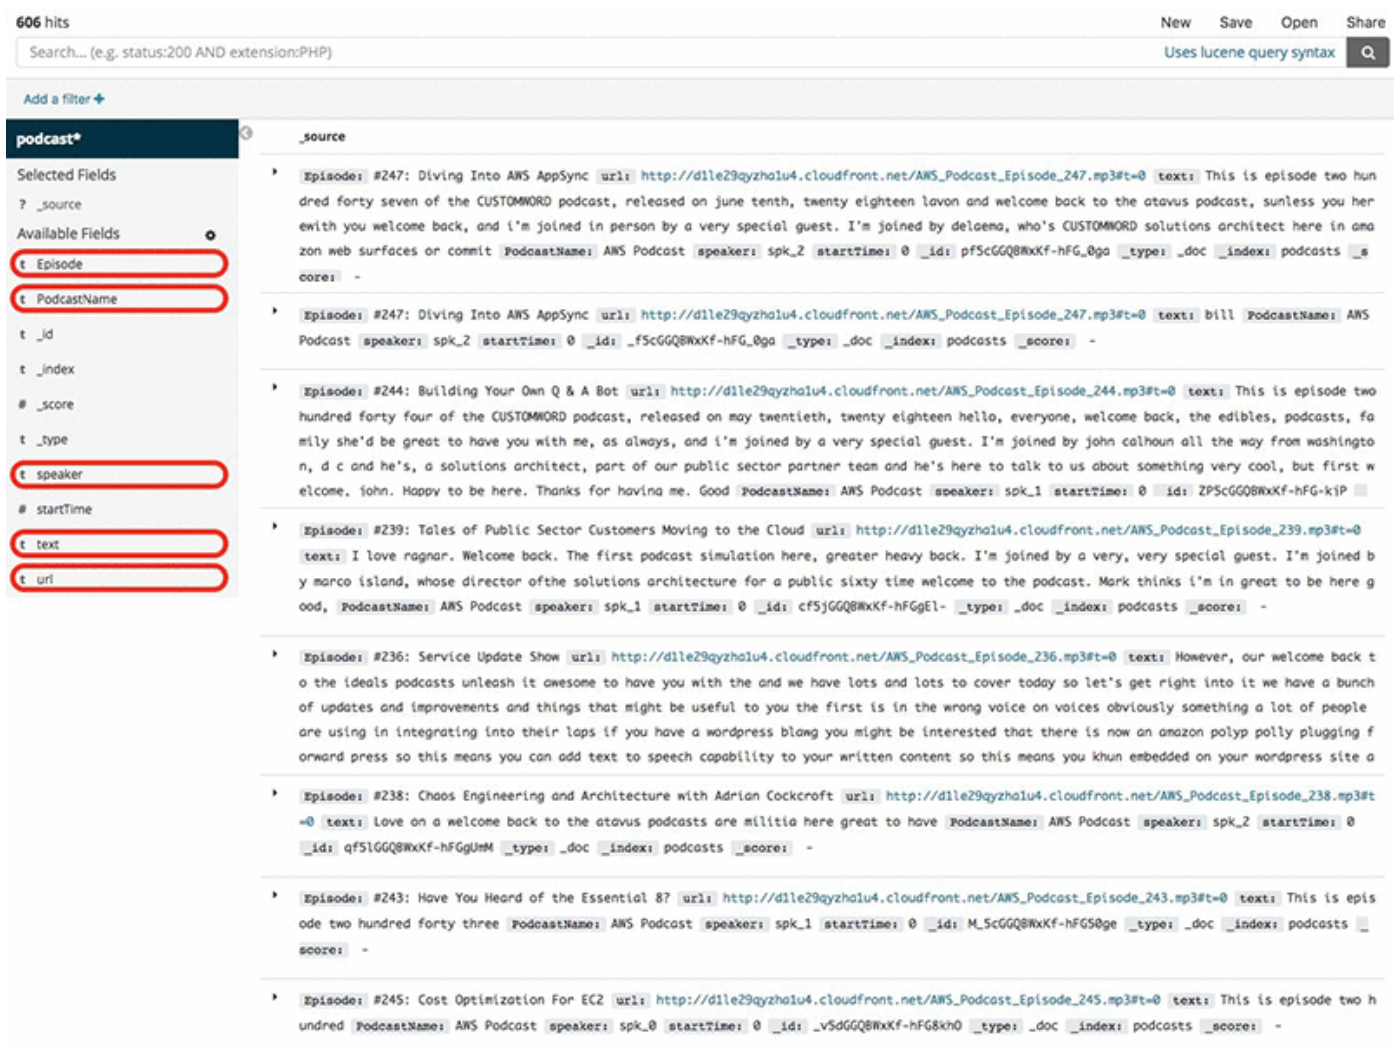 606 hits
New Save Open Share
Search... (e.g. status:200 AND extension:PHP)
Uses lucene query syntax
Add a filter +
podcast*
Selected Fields
? _source
Available Fields
t Episode
t PodcastName
t _id
t _index
# _score
t _type
t speaker
# startTime
t text
t url
_source
Episode: #247: Diving Into AWS AppSync url: http://d1le29qyzha1u4.cloudfront.net/AWS_Podcast_Episode_247.mp3#t=0 text: This is episode two hun
dred forty seven of the CUSTOMWORD podcast, released on june tenth, twenty eighteen lavon and welcome back to the atavus podcast, sunless you her
ewith you welcome back, and i'm joined in person by a very special guest. I'm joined by delaema, who's CUSTOMWORD solutions architect here in ama
zon web surfaces or commit PodcastName: AWS Podcast speaker: spk_2 startTime: 0 _id: pf5cGGQBWxKf-hFG_0ga _type: _doc _index: podcasts _s
core: -
Episode: #247: Diving Into AWS AppSync url: http://d1le29qyzha1u4.cloudfront.net/AWS_Podcast_Episode_247.mp3#t=0 text: bill PodcastName: AWS
Podcast speaker: spk_2 startTime: 0 _id: _f5cGGQBWxKf-hFG_0ga _type: _doc _index: podcasts _score: -
Episode: #244: Building Your Own Q & A Bot url: http://d1le29qyzha1u4.cloudfront.net/AWS_Podcast_Episode_244.mp3#t=0 text: This is episode two
hundred forty four of the CUSTOMWORD podcast, released on may twentieth, twenty eighteen hello, everyone, welcome back, the edibles, podcasts, fa
mily she'd be great to have you with me, as always, and i'm joined by a very special guest. I'm joined by john calhoun all the way from washingto
n, d c and he's, a solutions architect, part of our public sector partner team and he's here to talk to us about something very cool, but first w
elcome, john. Happy to be here. Thanks for having me. Good PodcastName: AWS Podcast speaker: spk_1 startTime: 0 _id: ZP5cGGQBWxKf-hFG-kjP
Episode: #239: Tales of Public Sector Customers Moving to the Cloud url: http://d1le29qyzha1u4.cloudfront.net/AWS_Podcast_Episode_239.mp3#t=0
text: I love ragnar. Welcome back. The first podcast simulation here, greater heavy back. I'm joined by a very, very special guest. I'm joined b
y marco island, whose director ofthe solutions architecture for a public sixty time welcome to the podcast. Mark thinks i'm in great to be here g
ood, PodcastName: AWS Podcast speaker: spk_1 startTime: 0 _id: cf5jGGQBWxKf-hFGgEl- _type: _doc _index: podcasts _score: -
Episode: #236: Service Update Show url: http://d1le29qyzha1u4.cloudfront.net/AWS_Podcast_Episode_236.mp3#t=0 text: However, our welcome back t
o the ideals podcasts unleash it awesome to have you with the and we have lots and lots to cover today so let's get right into it we have a bunch
of updates and improvements and things that might be useful to you the first is in the wrong voice on voices obviously something a lot of people
are using in integrating into their laps if you have a wordpress blawg you might be interested that there is now an amazon polyp polly plugging f
orward press so this means you can add text to speech capability to your written content so this means you khun embedded on your wordpress site a
Episode: #238: Chaos Engineering and Architecture with Adrian Cockcroft url: http://d1le29qyzha1u4.cloudfront.net/AWS_Podcast_Episode_238.mp3#t
=0 text: Love on a welcome back to the atavus podcasts are militia here great to have PodcastName: AWS Podcast speaker: spk_2 startTime: 0
_id: qf5lGGQBWxKf-hFGgUmM _type: _doc _index: podcasts _score: -
Episode: #243: Have You Heard of the Essential 8? url: http://d1le29qyzha1u4.cloudfront.net/AWS_Podcast_Episode_243.mp3#t=0 text: This is epis
ode two hundred forty three PodcastName: AWS Podcast speaker: spk_1 startTime: 0 _id: M_5cGGQBWxKf-hFG50ge _type: _doc _index: podcasts _
score: -
Episode: #245: Cost Optimization For EC2 url: http://d1le29qyzha1u4.cloudfront.net/AWS_Podcast_Episode_245.mp3#t=0 text: This is episode two h
undred PodcastName: AWS Podcast speaker: spk_0 startTime: 0 _id: _v5dGGQBWxKf-hFG8khO _type: _doc _index: podcasts _score: -